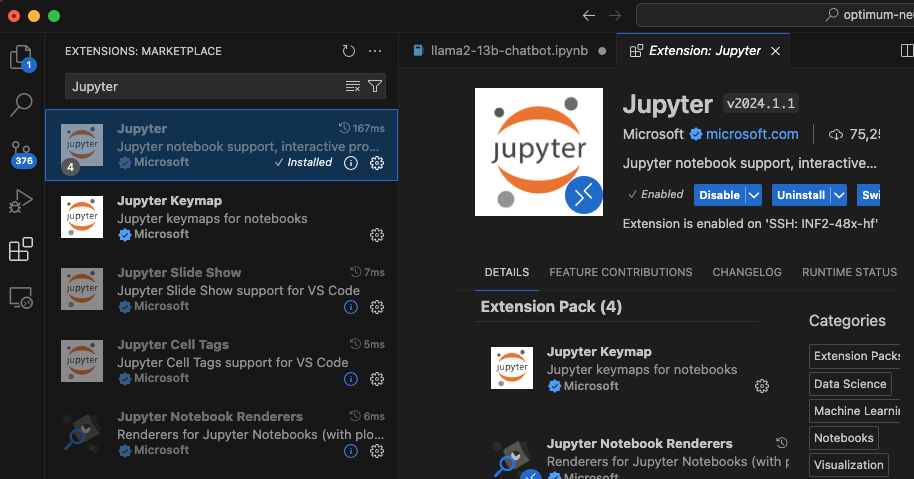 optimum-neu
EXTENSIONS: MARKETPLACE
llama2-13b-chatbot.ipynb
Extension: Jupyter
1
Jupyter
376
jupyter
Jupyter
167ms
Jupyter notebook support, interactive pro...
Microsoft
Installed
4
jupyter
Jupyter Keymap
Jupyter keymaps for notebooks
Microsoft
jupyter
Jupyter Slide Show
7ms
Jupyter Slide Show support for VS Code
Microsoft
jupyter
Jupyter Cell Tags
5ms
Jupyter Cell Tags support for VS Code
Microsoft
Jupyter Notebook Renderers
6ms
Renderers for Jupyter Notebooks (with plo...
Microsoft
jupyter
Jupyter v2024.1.1
Microsoft microsoft.com 75,2
Jupyter notebook support, interactive...
Enabled Disable Uninstall Swi
Extension is enabled on 'SSH: INF2-48x-hf'
DETAILS FEATURE CONTRIBUTIONS CHANGELOG RUNTIME STATUS
Extension Pack (4)
jupyter
Jupyter Keymap
Jupyter keymaps for notebooks
Microsoft
Jupyter Notebook Renderers
Renderers for Jupyter Notebooks (with p
Microsoft
Categories
Extension Packs
Data Science
Machine Learni
Notebooks
Visualization